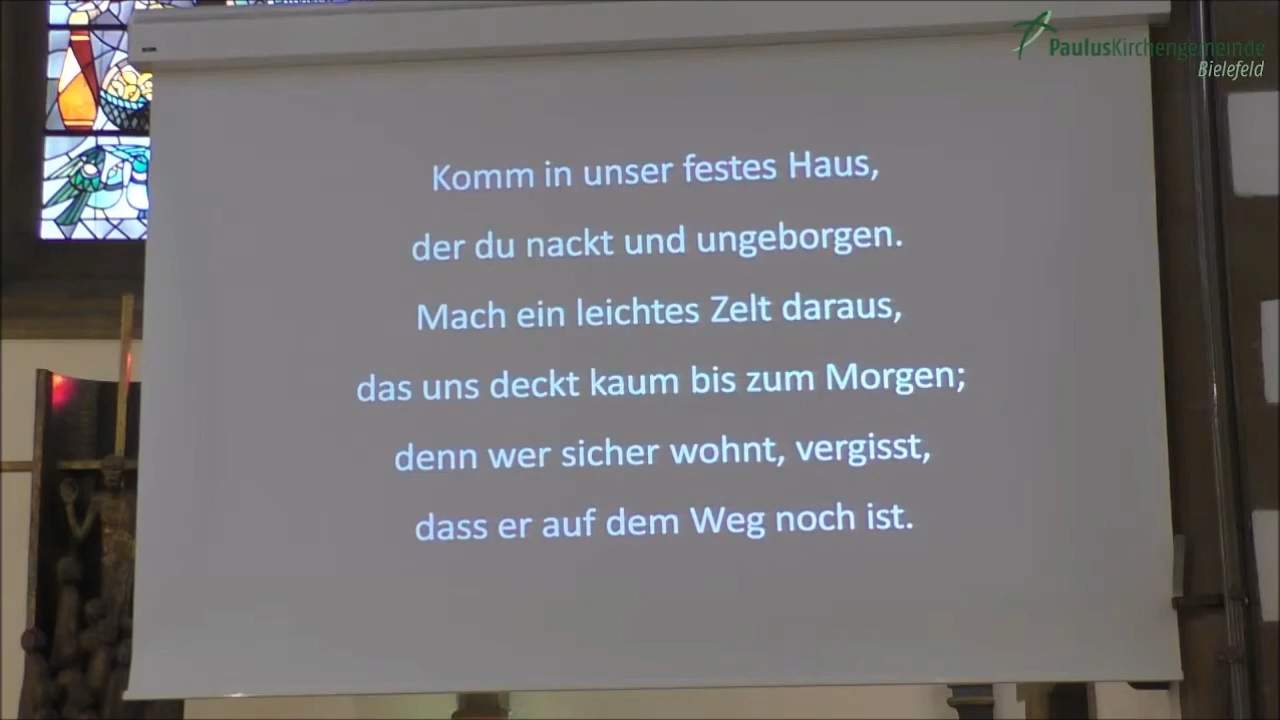 PaulusKirchengemeinde
Bielefeld
Komm in unser festes Haus,
der du nackt und ungeborgen.
Mach ein leichtes Zelt daraus,
das uns deckt kaum bis zum Morgen;
denn wer sicher wohnt, vergisst,
dass er auf dem Weg noch ist.